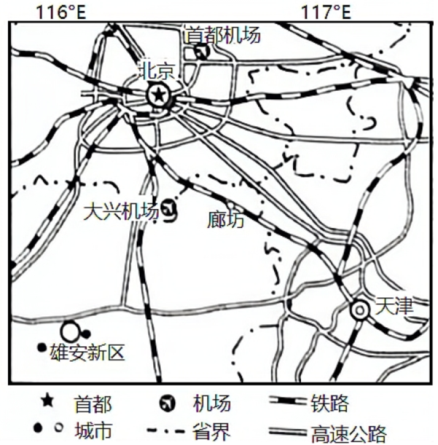 116°E 117°E
首都机场
北京
大兴机场
廊坊
天津
雄安新区
首都 机场 铁路
城市 省界 高速公路